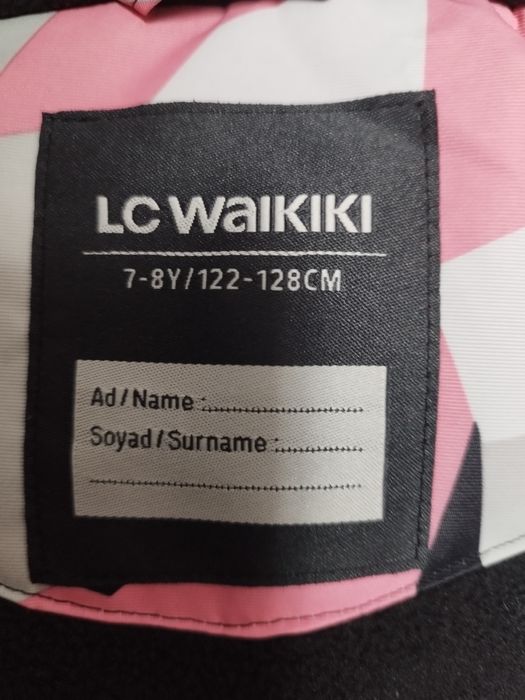 LC WAIKIKI
7-8Y/122-128CM
Ad/Name :....................
Soyad/Surname :............
....................